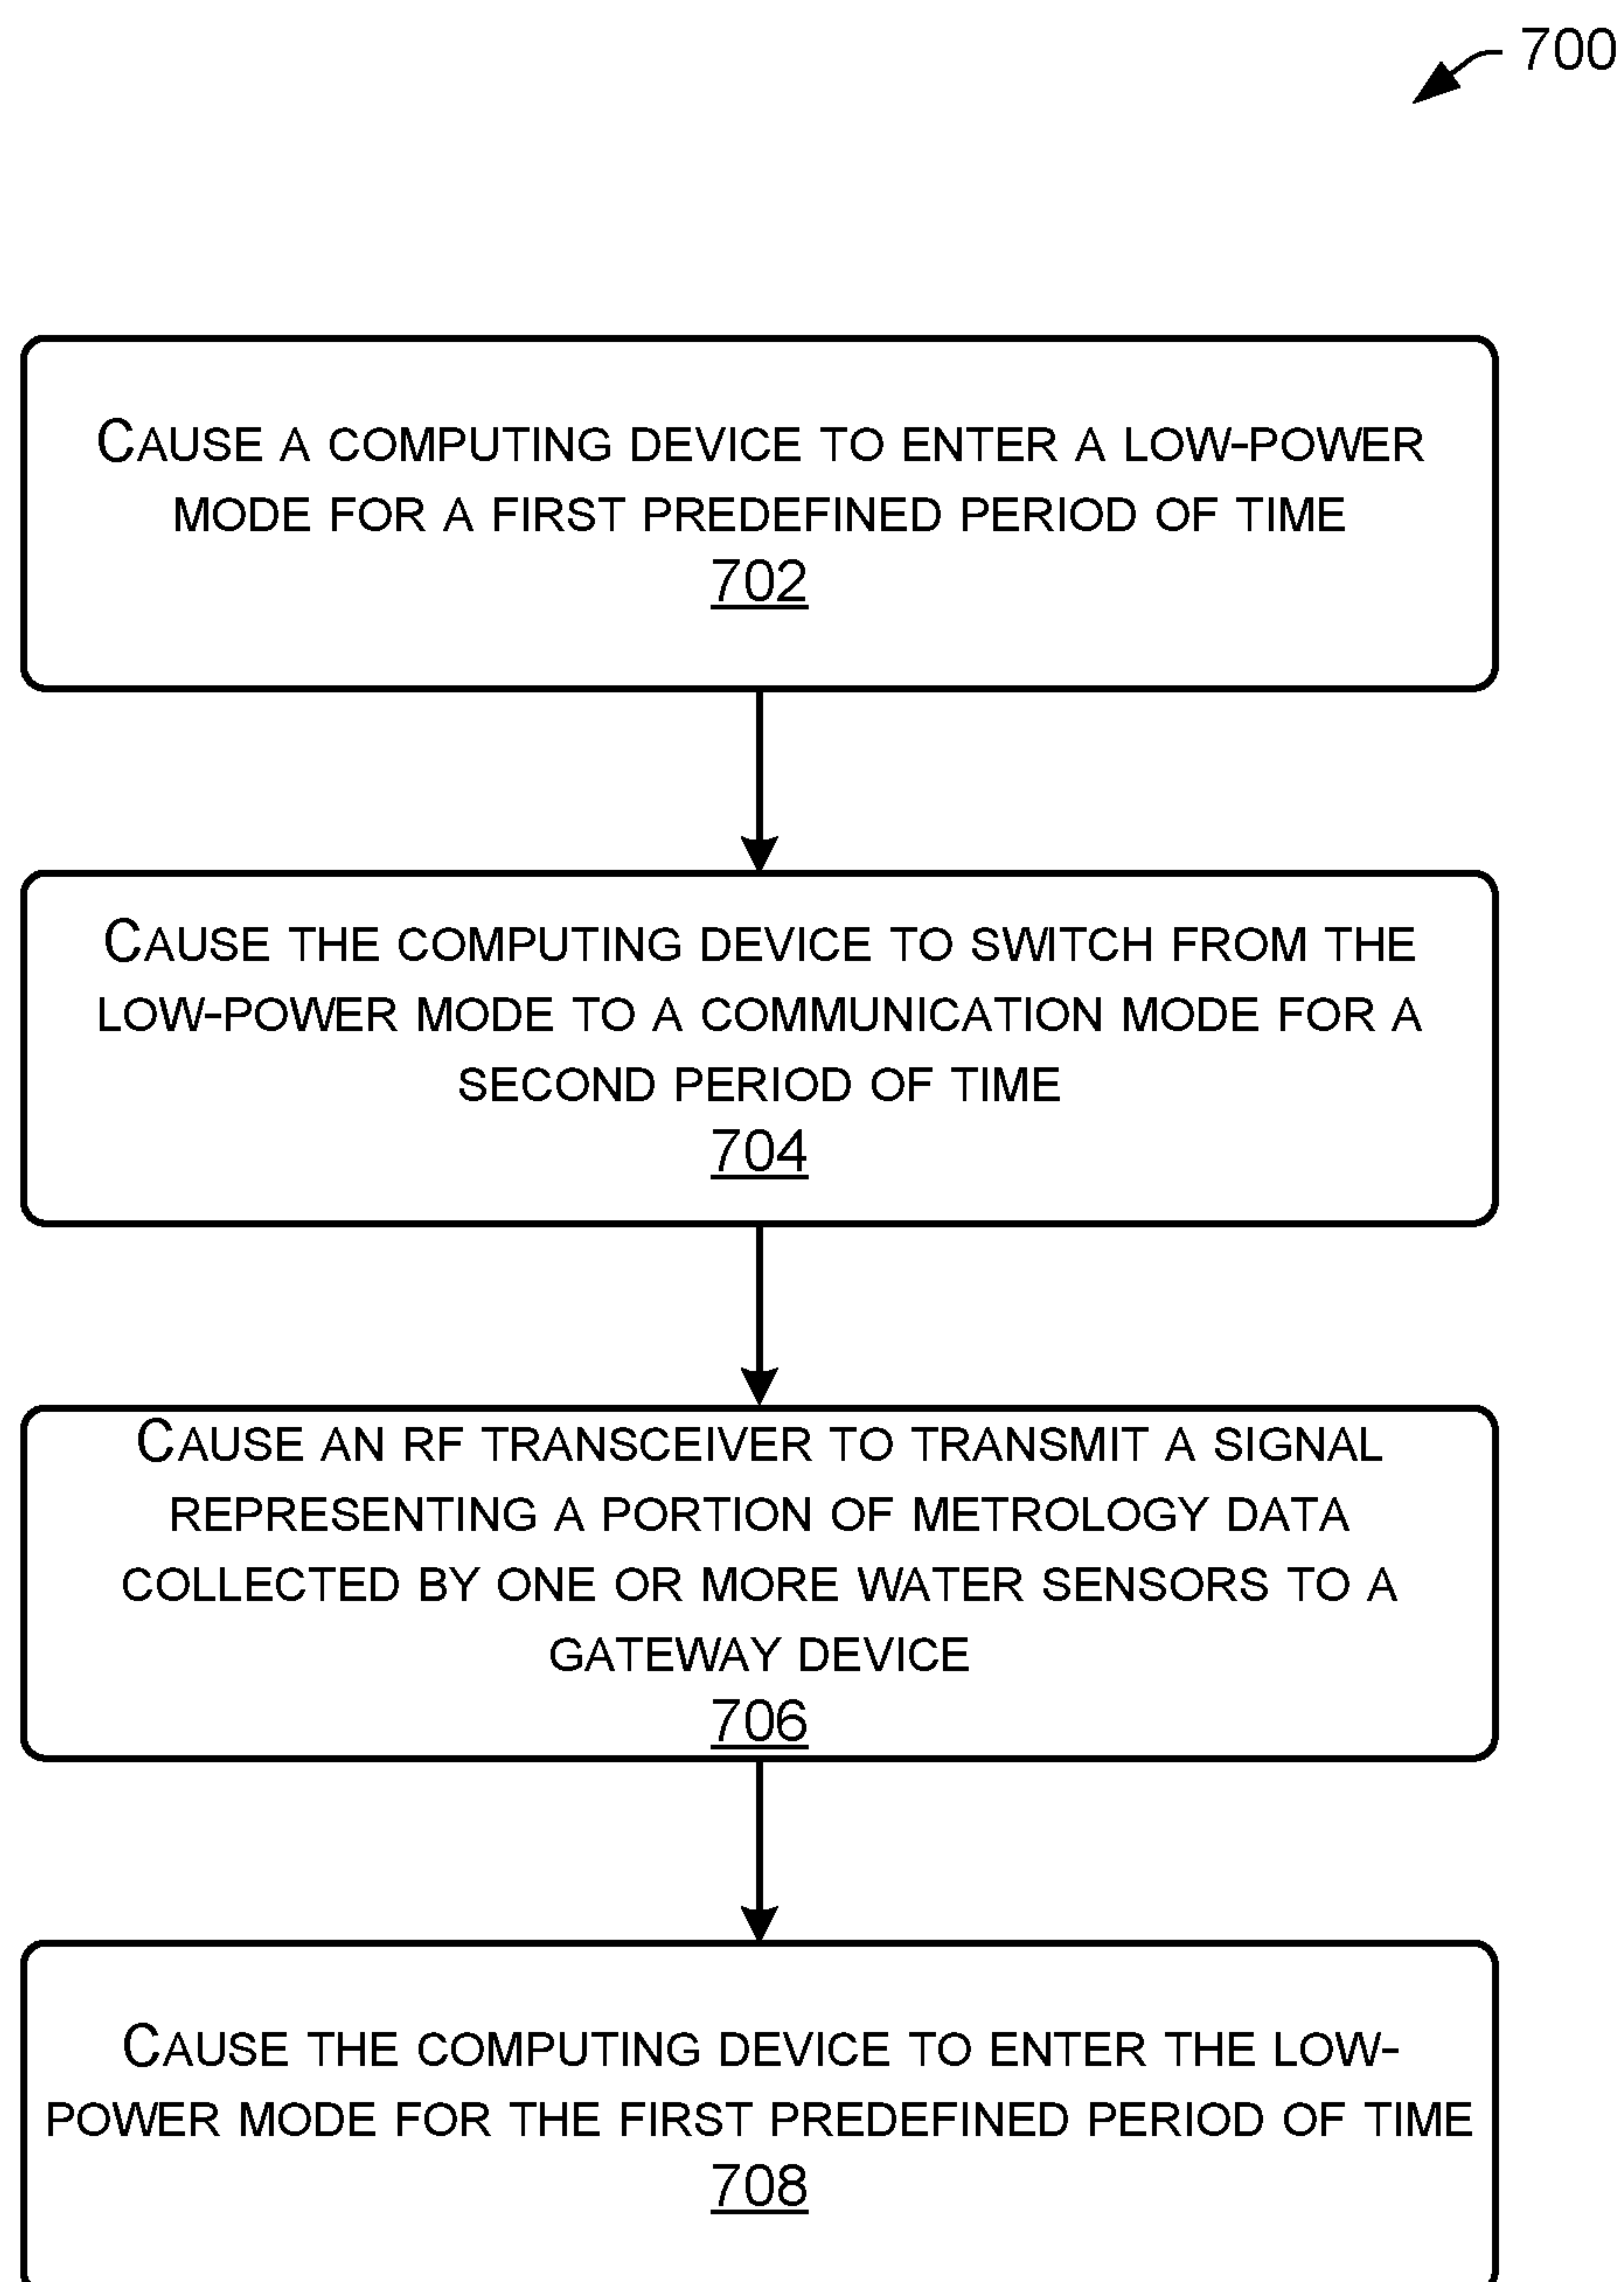 700
CAUSE A COMPUTING DEVICE TO ENTER A LOW-POWER
MODE FOR A FIRST PREDEFINED PERIOD OF TIME
702
CAUSE THE COMPUTING DEVICE TO SWITCH FROM THE
LOW-POWER MODE TO A COMMUNICATION MODE FOR A
SECOND PERIOD OF TIME
704
CAUSE AN RF TRANSCEIVER TO TRANSMIT A SIGNAL
REPRESENTING A PORTION OF METROLOGY DATA
COLLECTED BY ONE OR MORE WATER SENSORS TO A
GATEWAY DEVICE
706
CAUSE THE COMPUTING DEVICE TO ENTER THE LOW-
POWER MODE FOR THE FIRST PREDEFINED PERIOD OF TIME
708